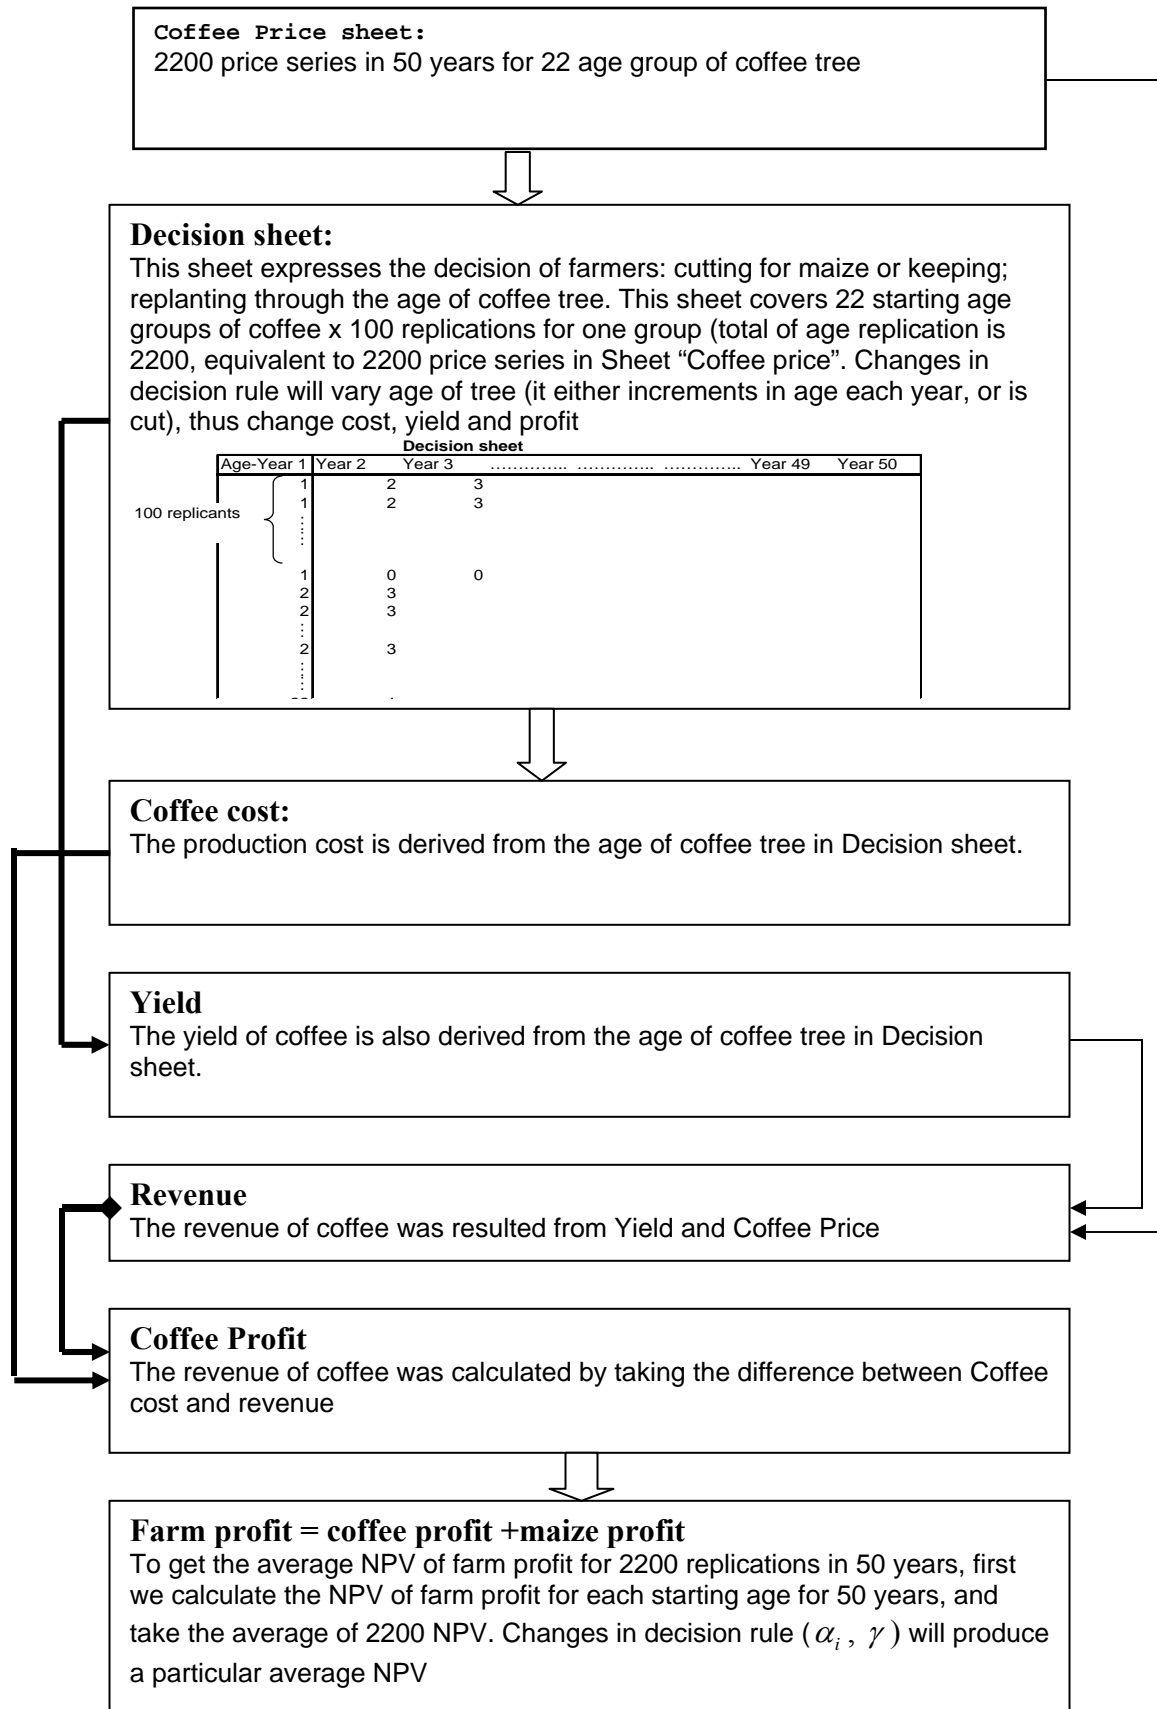 Coffee Price sheet:
2200 price series in 50 years for 22 age group of coffee tree
Decision sheet:
This sheet expresses the decision of farmers: cutting for maize or keeping;
replanting through the age of coffee tree. This sheet covers 22 starting age
groups of coffee x 100 replications for one group (total of age replication is
2200, equivalent to 2200 price series in Sheet “Coffee price”. Changes in
decision rule will vary age of tree (it either increments in age each year, or is
cut), thus change cost, yield and profit
Decision sheet
Age-Year 1 Year 2 Year 3 ………….. ………….. ………….. Year 49 Year 50
1 2 3
100 replicants 1 2 3
⋮
⋮
1 0 0
2 3
2 3
⋮
2 3
⋮
⋮
Coffee cost:
The production cost is derived from the age of coffee tree in Decision sheet.
Yield
The yield of coffee is also derived from the age of coffee tree in Decision
sheet.
Revenue
The revenue of coffee was resulted from Yield and Coffee Price
Coffee Profit
The revenue of coffee was calculated by taking the difference between Coffee
cost and revenue
Farm profit = coffee profit +maize profit
To get the average NPV of farm profit for 2200 replications in 50 years, first
we calculate the NPV of farm profit for each starting age for 50 years, and
take the average of 2200 NPV. Changes in decision rule ( αᵢ , γ ) will produce
a particular average NPV